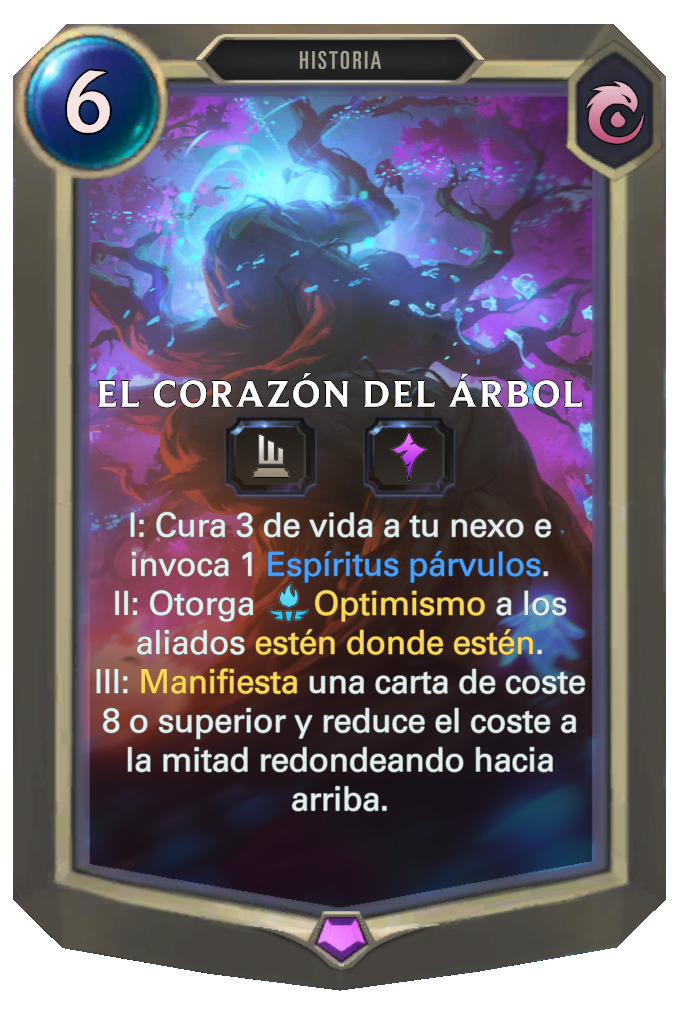 HISTORIA
6
EL CORAZÓN DEL ÁRBOL
I: Cura 3 de vida a tu nexo e
invoca 1 Espíritus párvulos.
II: Otorga Optimismo a los
aliados estén donde estén.
III: Manifiesta una carta de coste
8 o superior y reduce el coste a
la mitad redondeando hacia
arriba.